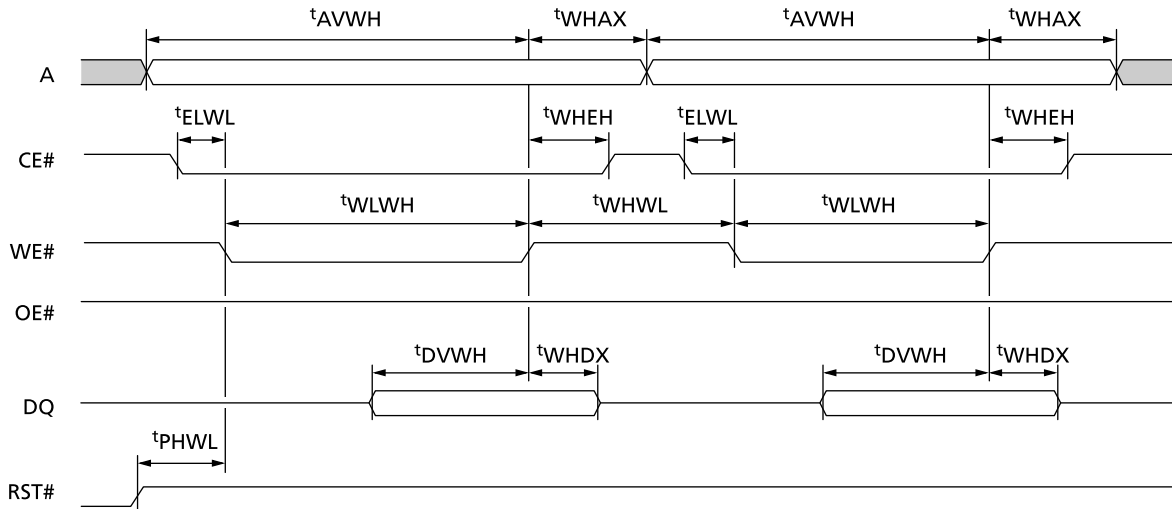 tAVWH tWHAX tAVWH tWHAX
A
tELWL tWHEH tELWL tWHEH
CE#
tWLWH tWHWL tWLWH
WE#
OE#
tDVWH tWHDX tDVWH tWHDX
DQ
tPHWL
RST#